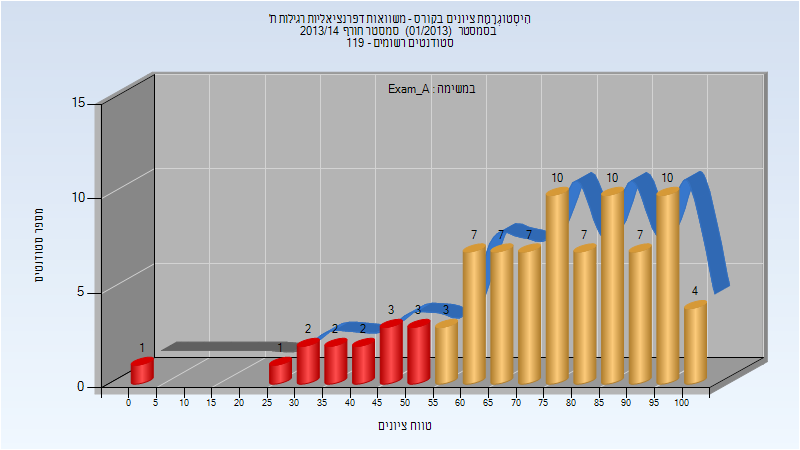 הִיסְטוֹגְרָמַת ציונים בקורס - משוואות דפרנציאליות רגילות ח'
בסמסטר (01/2013) סמסטר חורף 2013/14
סטודנטים רשומים - 119
במשימה : Exam_A
15
10
5
0
מספר סטודנטים
1 1 2 2 2 3 3 3 7 7 7 10 7 10 7 10 4
0 5 10 15 20 25 30 35 40 45 50 55 60 65 70 75 80 85 90 95 100
טווח ציונים